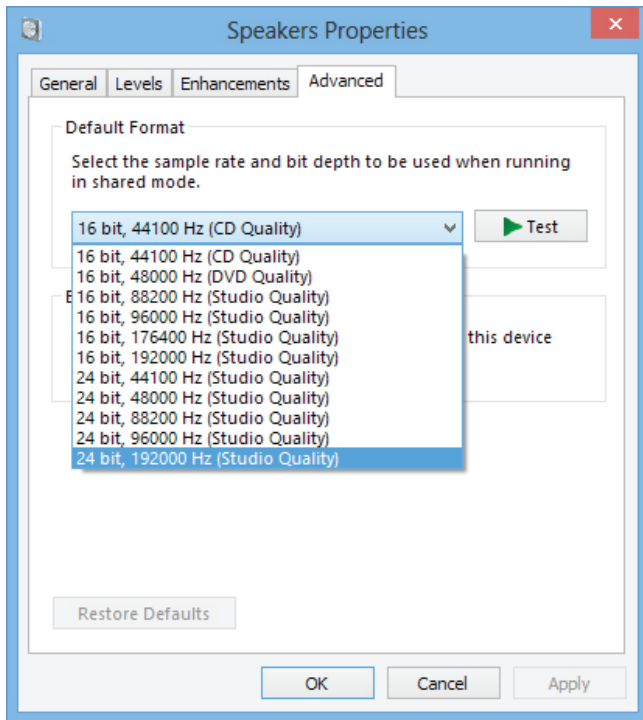 Speakers Properties
General Levels Enhancements Advanced
Default Format
Select the sample rate and bit depth to be used when running
in shared mode.
16 bit, 44100 Hz (CD Quality)
Test
16 bit, 44100 Hz (CD Quality)
16 bit, 48000 Hz (DVD Quality)
16 bit, 88200 Hz (Studio Quality)
16 bit, 96000 Hz (Studio Quality)
16 bit, 176400 Hz (Studio Quality)
16 bit, 192000 Hz (Studio Quality)
24 bit, 44100 Hz (Studio Quality)
24 bit, 48000 Hz (Studio Quality)
24 bit, 88200 Hz (Studio Quality)
24 bit, 96000 Hz (Studio Quality)
24 bit, 192000 Hz (Studio Quality)
this device
Restore Defaults
OK Cancel Apply